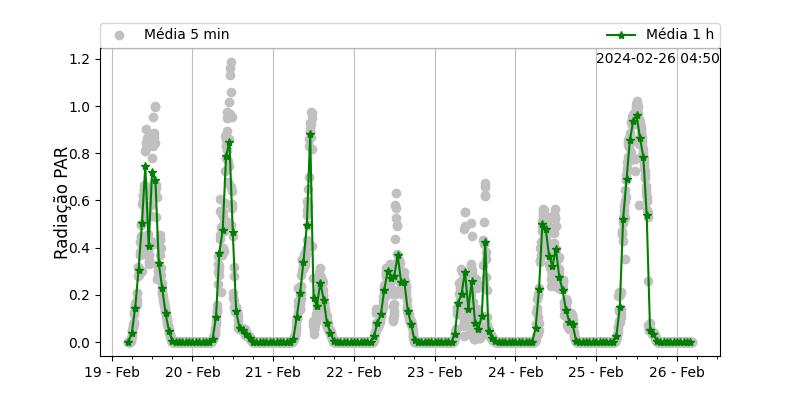 Média 5 min
Média 1 h
2024-02-26 04:50
Radiação PAR
1.2
1.0
0.8
0.6
0.4
0.2
0.0
19 - Feb
20 - Feb
21 - Feb
22 - Feb
23 - Feb
24 - Feb
25 - Feb
26 - Feb